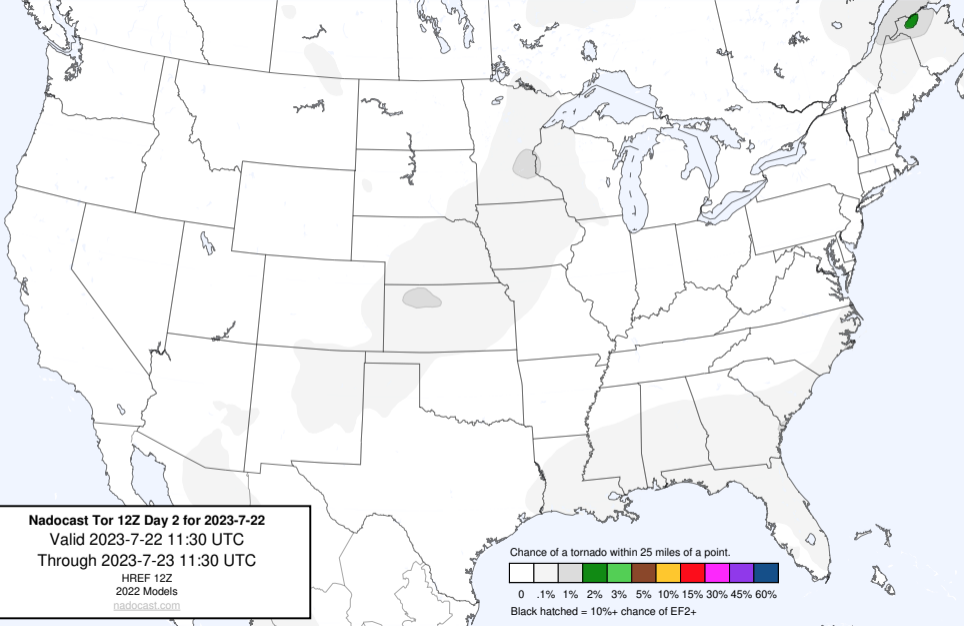 Nadocast Tor 12Z Day 2 for 2023-7-22
Valid 2023-7-22 11:30 UTC
Through 2023-7-23 11:30 UTC
HREF 12Z
2022 Models
nadocast.com
Chance of a tornado within 25 miles of a point.
0 .1% 1% 2% 3% 5% 10% 15% 30% 45% 60%
Black hatched = 10%+ chance of EF2+